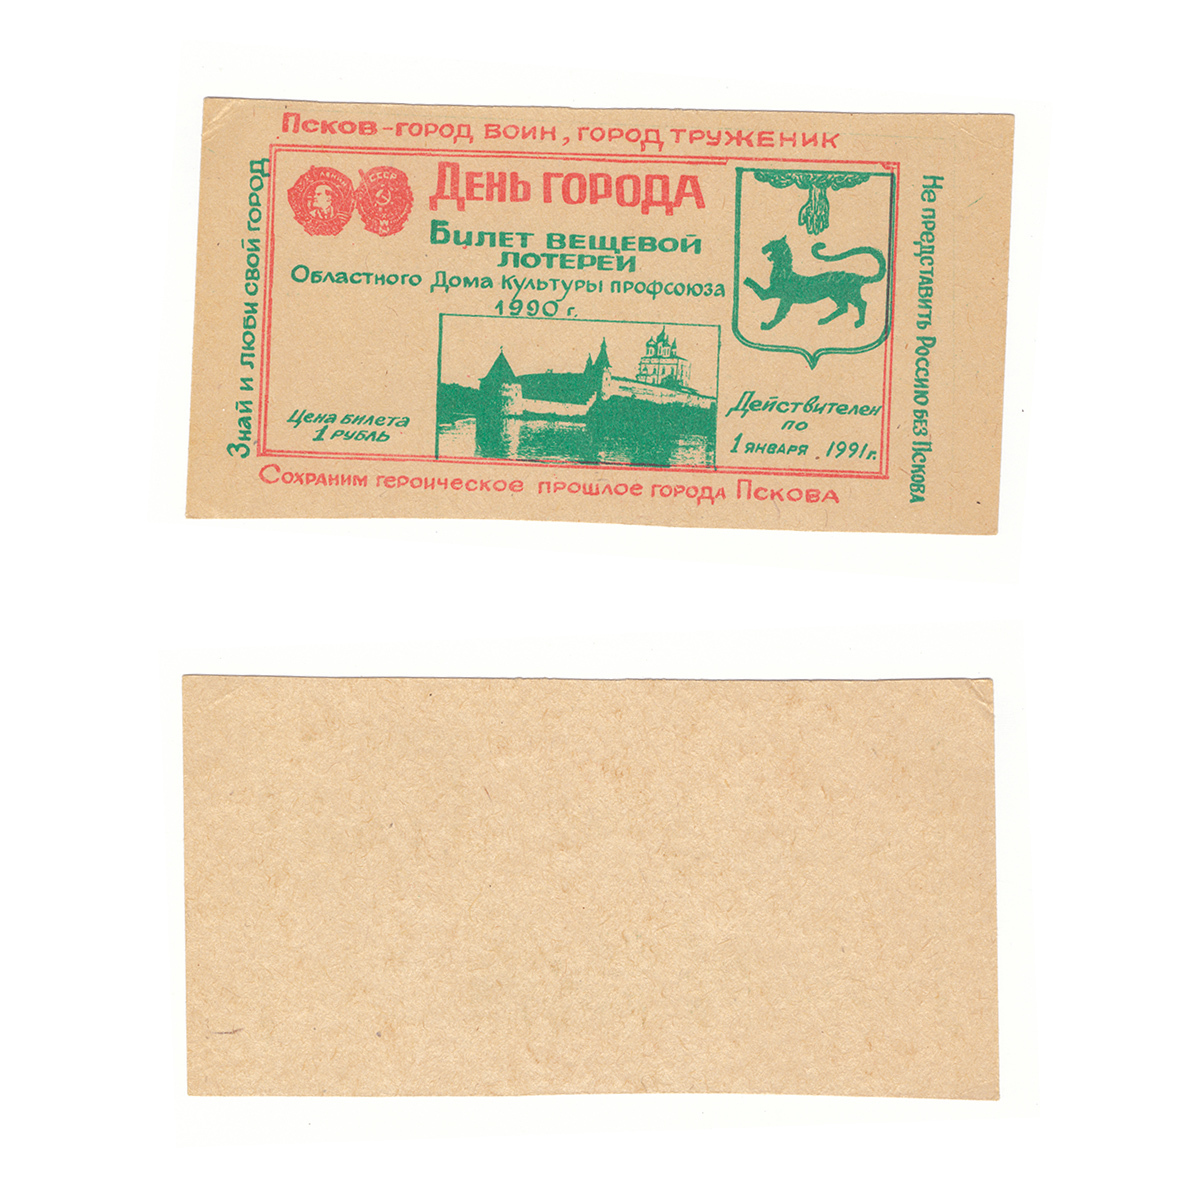 Псков - город воин, город труженик
Знай и люби свой город
СССР
День города
Билет вещевой
лотереи
Областного Дома Культуры профсоюза
1990 г.
Цена билета
1 рубль
Действителен
по
1 января . 1991 г.
Не представить Россию без Пскова
Сохраним героическое прошлое города Пскова